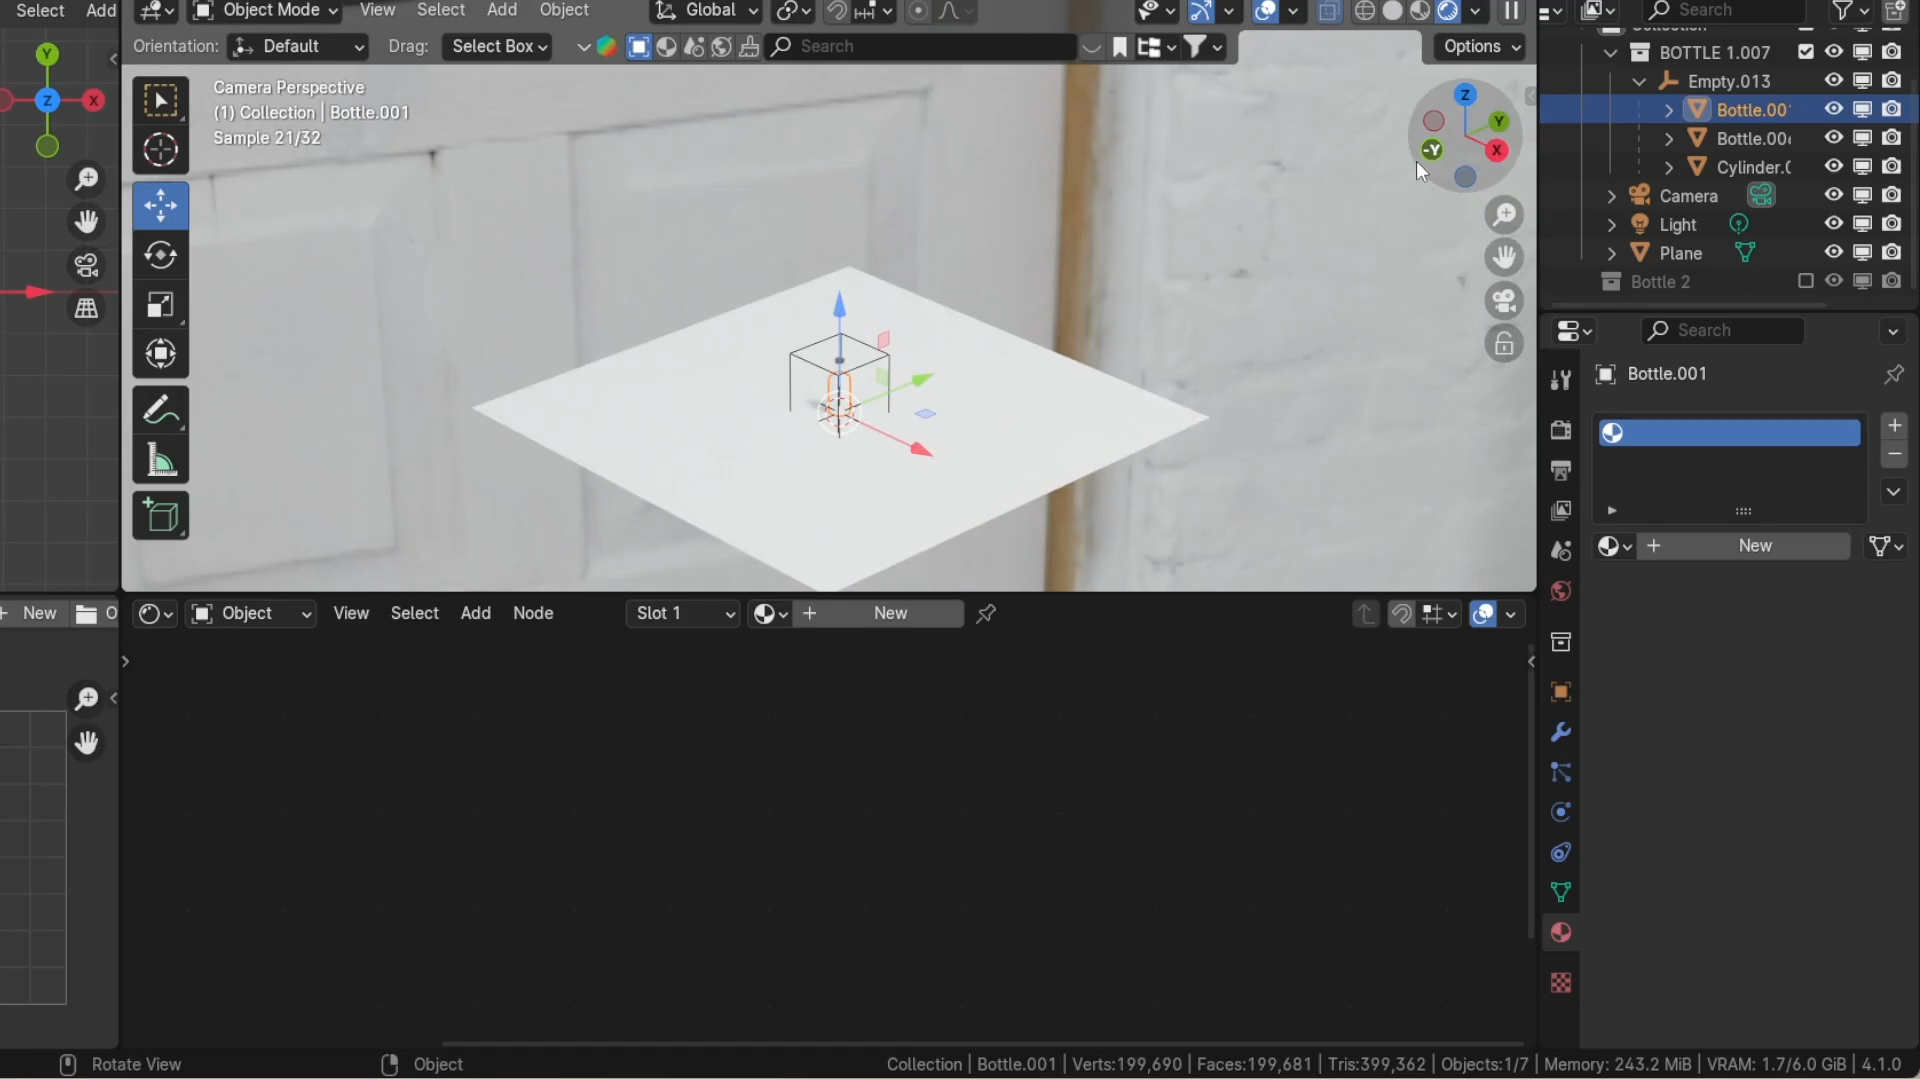 Select Add
Object Mode View Select Add Object Global Search
Orientation: Default Drag: Select Box Search Options
Camera Perspective
(1) Collection | Bottle.001
Sample 21/32
Y
Z X
Z
Y
-Y X
BOTTLE 1.007
Empty.013
Bottle.00
Bottle.00
Cylinder.
Camera
Light
Plane
Bottle 2
Search
Bottle.001
+
−
+ New
New
Object View Select Add Node Slot 1 + New
Rotate View Object Collection | Bottle.001 | Verts:199,690 | Faces:199,681 | Tris:399,362 | Objects:1/7 | Memory: 243.2 MiB | VRAM: 1.7/6.0 GiB | 4.1.0